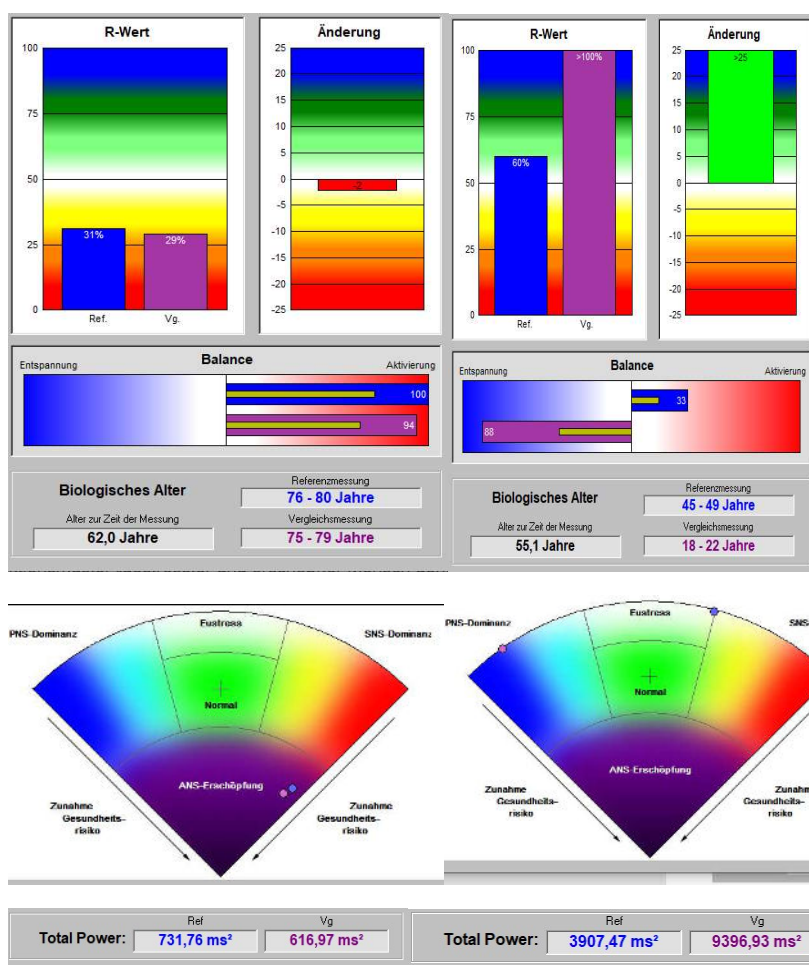 R-Wert
100
75
50
25
0
31%
29%
Ref.
Vg.
Änderung
25
20
15
10
5
0
-5
-10
-15
-20
-25
R-Wert
100
75
50
25
0
60%
>100%
Ref.
Vg.
Änderung
25
20
15
10
5
0
-5
-10
-15
-20
-25
>25
Balance
Entspannung
Aktivierung
100
94
Balance
Entspannung
Aktivierung
33
88
Biologisches Alter
Alter zur Zeit der Messung
62,0 Jahre
Referenzmessung
76 - 80 Jahre
Vergleichsmessung
75 - 79 Jahre
Biologisches Alter
Alter zur Zeit der Messung
55,1 Jahre
Referenzmessung
45 - 49 Jahre
Vergleichsmessung
18 - 22 Jahre
PNS-Dominanz
Eustress
SNS-Dominanz
Normal
ANS-Erschöpfung
Zunahme
Gesundheits-
risiko
Zunahme
Gesundheits-
risiko
PNS-Dominanz
Eustress
SNS-
Normal
ANS-Erschöpfung
Zunahme
Gesundheits-
risiko
Zunahm
Gesundheits-
risiko
Total Power:
Ref
731,76 ms²
Vg
616,97 ms²
Total Power:
Ref
3907,47 ms²
Vg
9396,93 ms²